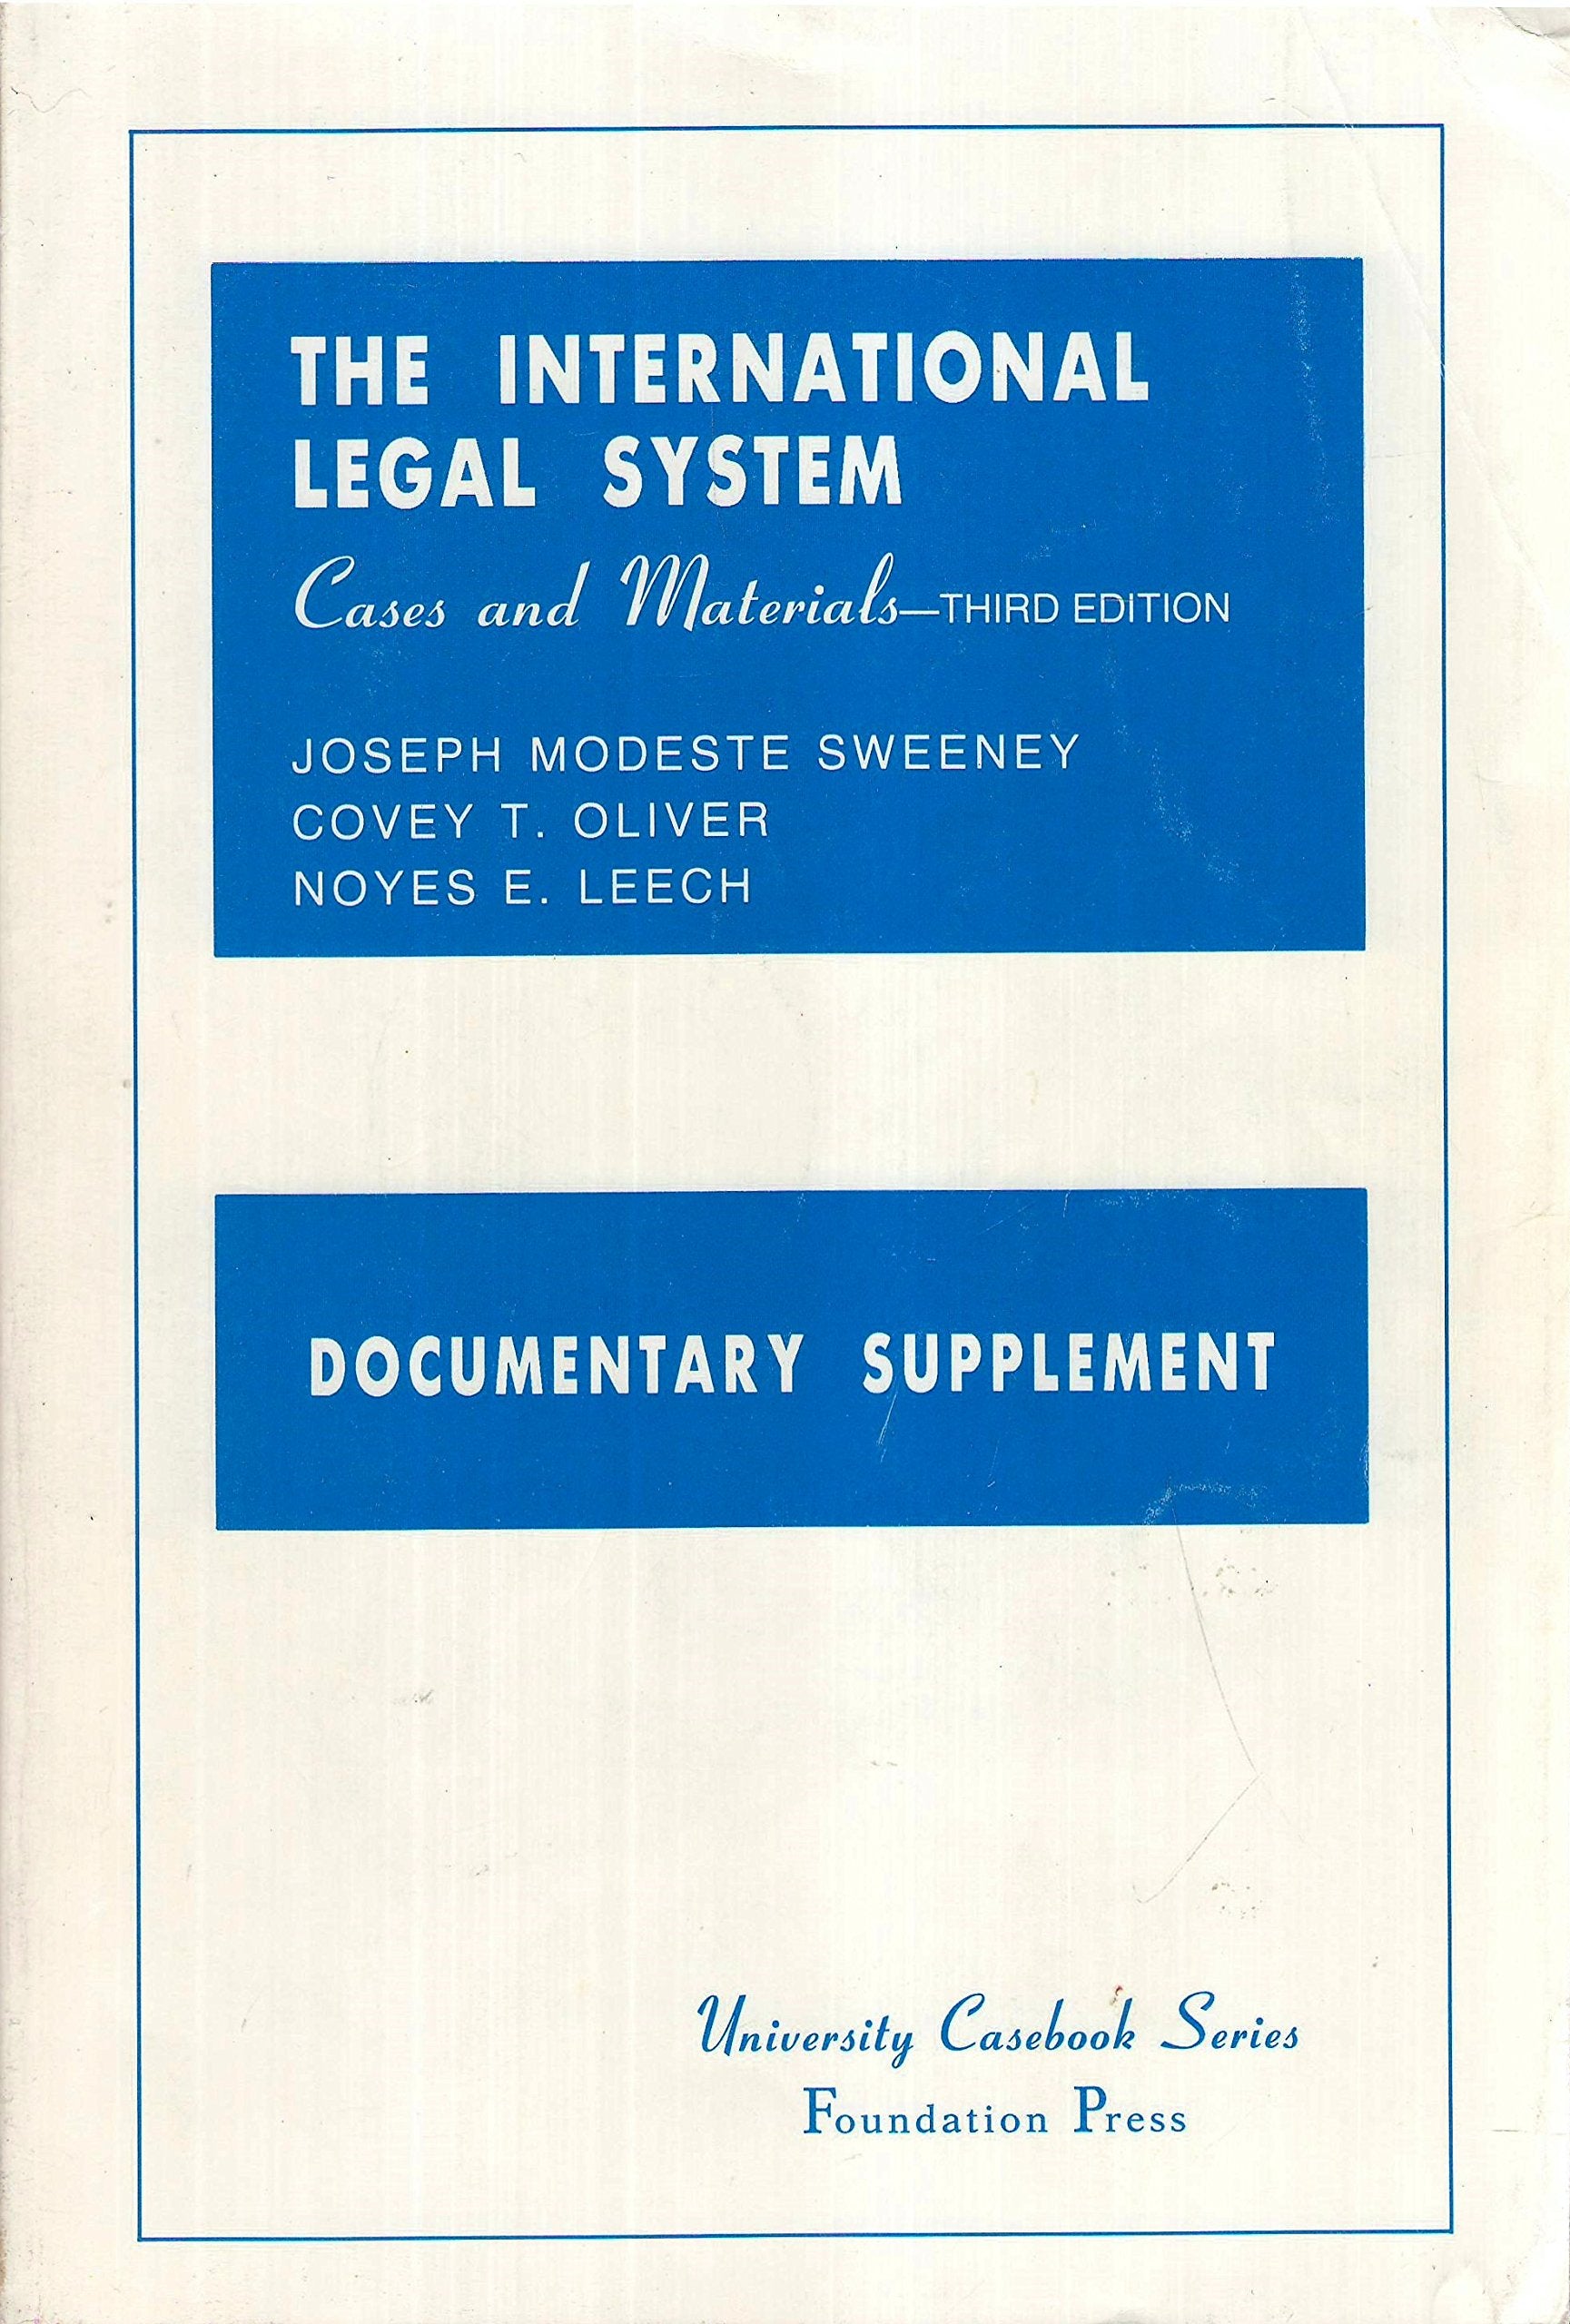 THE INTERNATIONAL
LEGAL SYSTEM
Cases and Materials—THIRD EDITION
JOSEPH MODESTE SWEENEY
COVEY T. OLIVER
NOYES E. LEECH
DOCUMENTARY SUPPLEMENT
University Casebook Series
Foundation Press